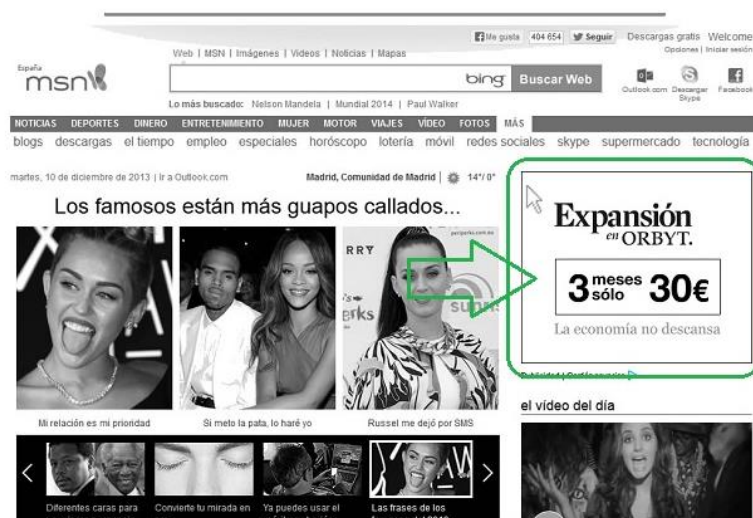 Me gusta 404 654 Seguir Descargas gratis Welcome
Opciones | Iniciar sesión
Web | MSN | Imágenes | Videos | Noticias | Mapas
España
msn
bing Buscar Web
Outlook.com Descargar Skype Facebook
Lo más buscado: Nelson Mandela | Mundial 2014 | Paul Walker
NOTICIAS DEPORTES DINERO ENTRETENIMIENTO MUJER MOTOR VIAJES VÍDEO FOTOS MÁS
blogs descargas el tiempo empleo especiales horóscopo lotería móvil redes sociales skype supermercado tecnología
martes, 10 de diciembre de 2013 | Ir a Outlook.com
Madrid, Comunidad de Madrid | 14°/0°
Los famosos están más guapos callados...
RRY
Mi relación es mi prioridad
Si meto la pata, lo haré yo
Russel me dejó por SMS
Expansión
en ORBYT.
3 meses sólo 30€
La economía no descansa
Publicidad |
el vídeo del día
Diferentes caras para
Convierte tu mirada en
Ya puedes usar el
Las frases de los